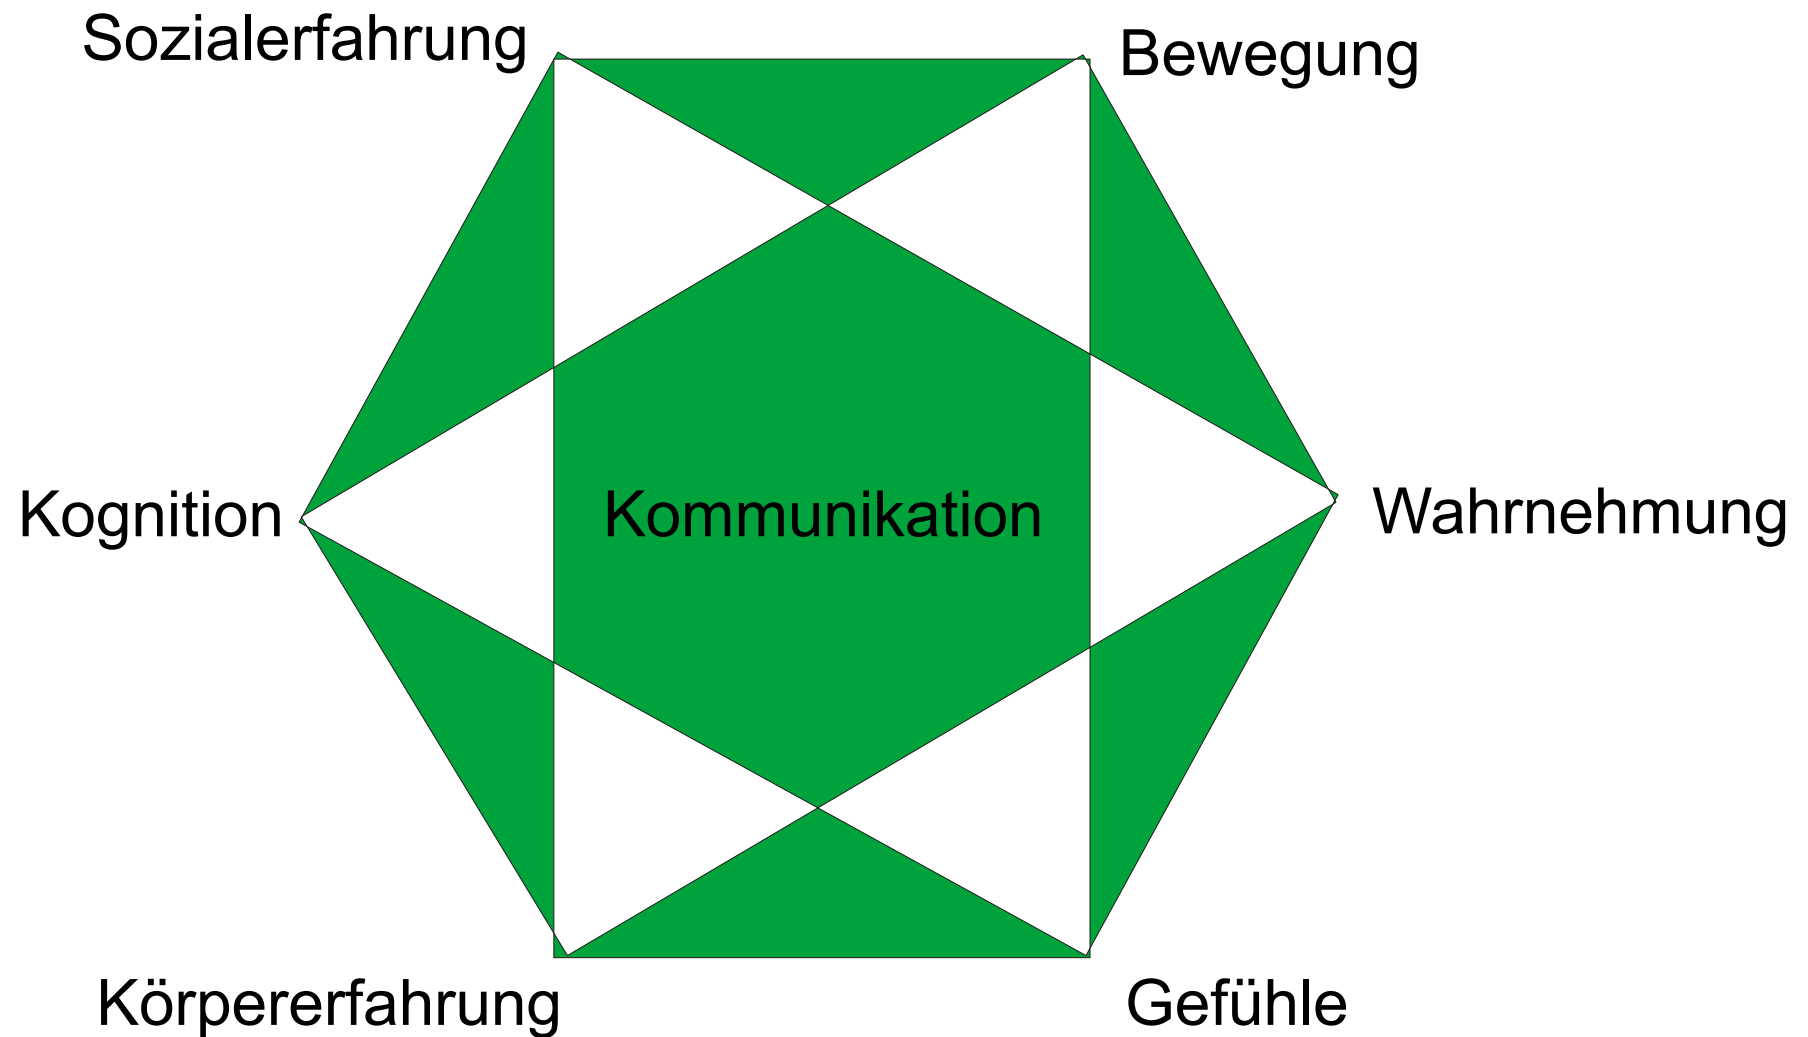 Sozialerfahrung
Bewegung
Kognition
Kommunikation
Wahrnehmung
Körpererfahrung
Gefühle